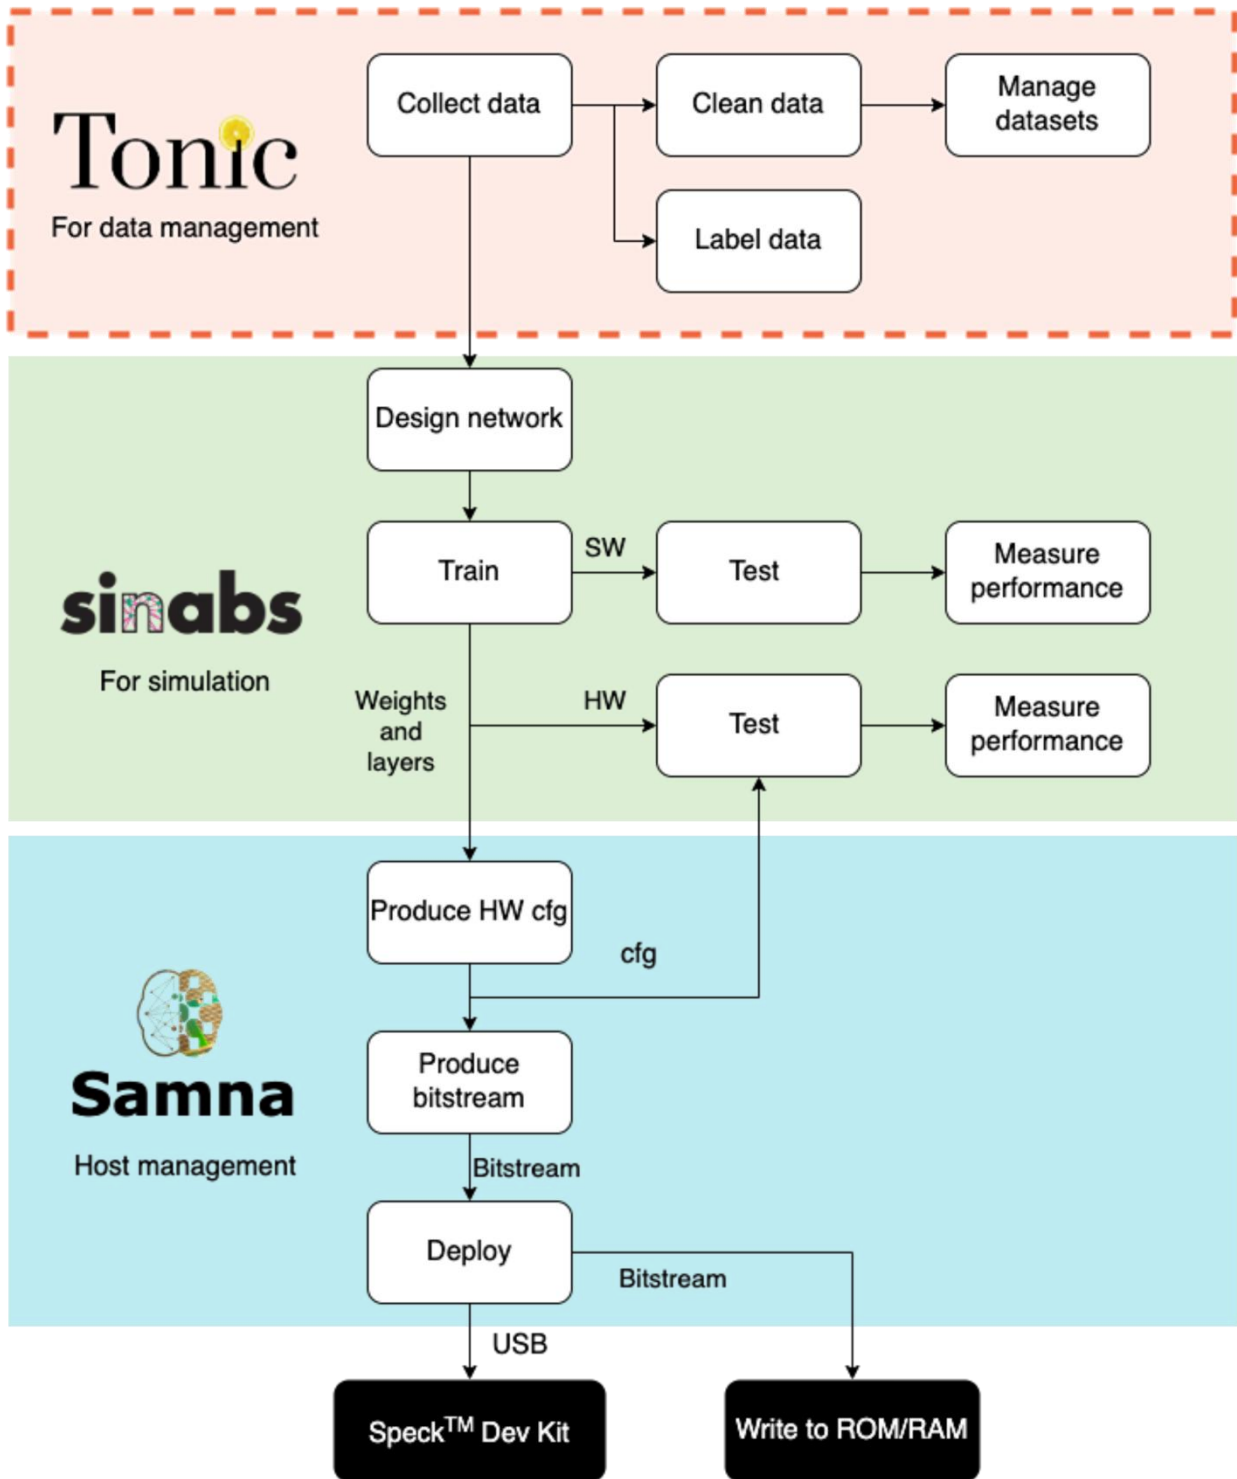 Collect data
Clean data
Manage
datasets
Tonic
For data management
Label data
Design network
Train
SW
Test
Measure
performance
sinabs
For simulation
Weights
and
layers
HW
Test
Measure
performance
Produce HW cfg
cfg
Samna
Host management
Produce
bitstream
Bitstream
Deploy
Bitstream
USB
Speck™ Dev Kit
Write to ROM/RAM